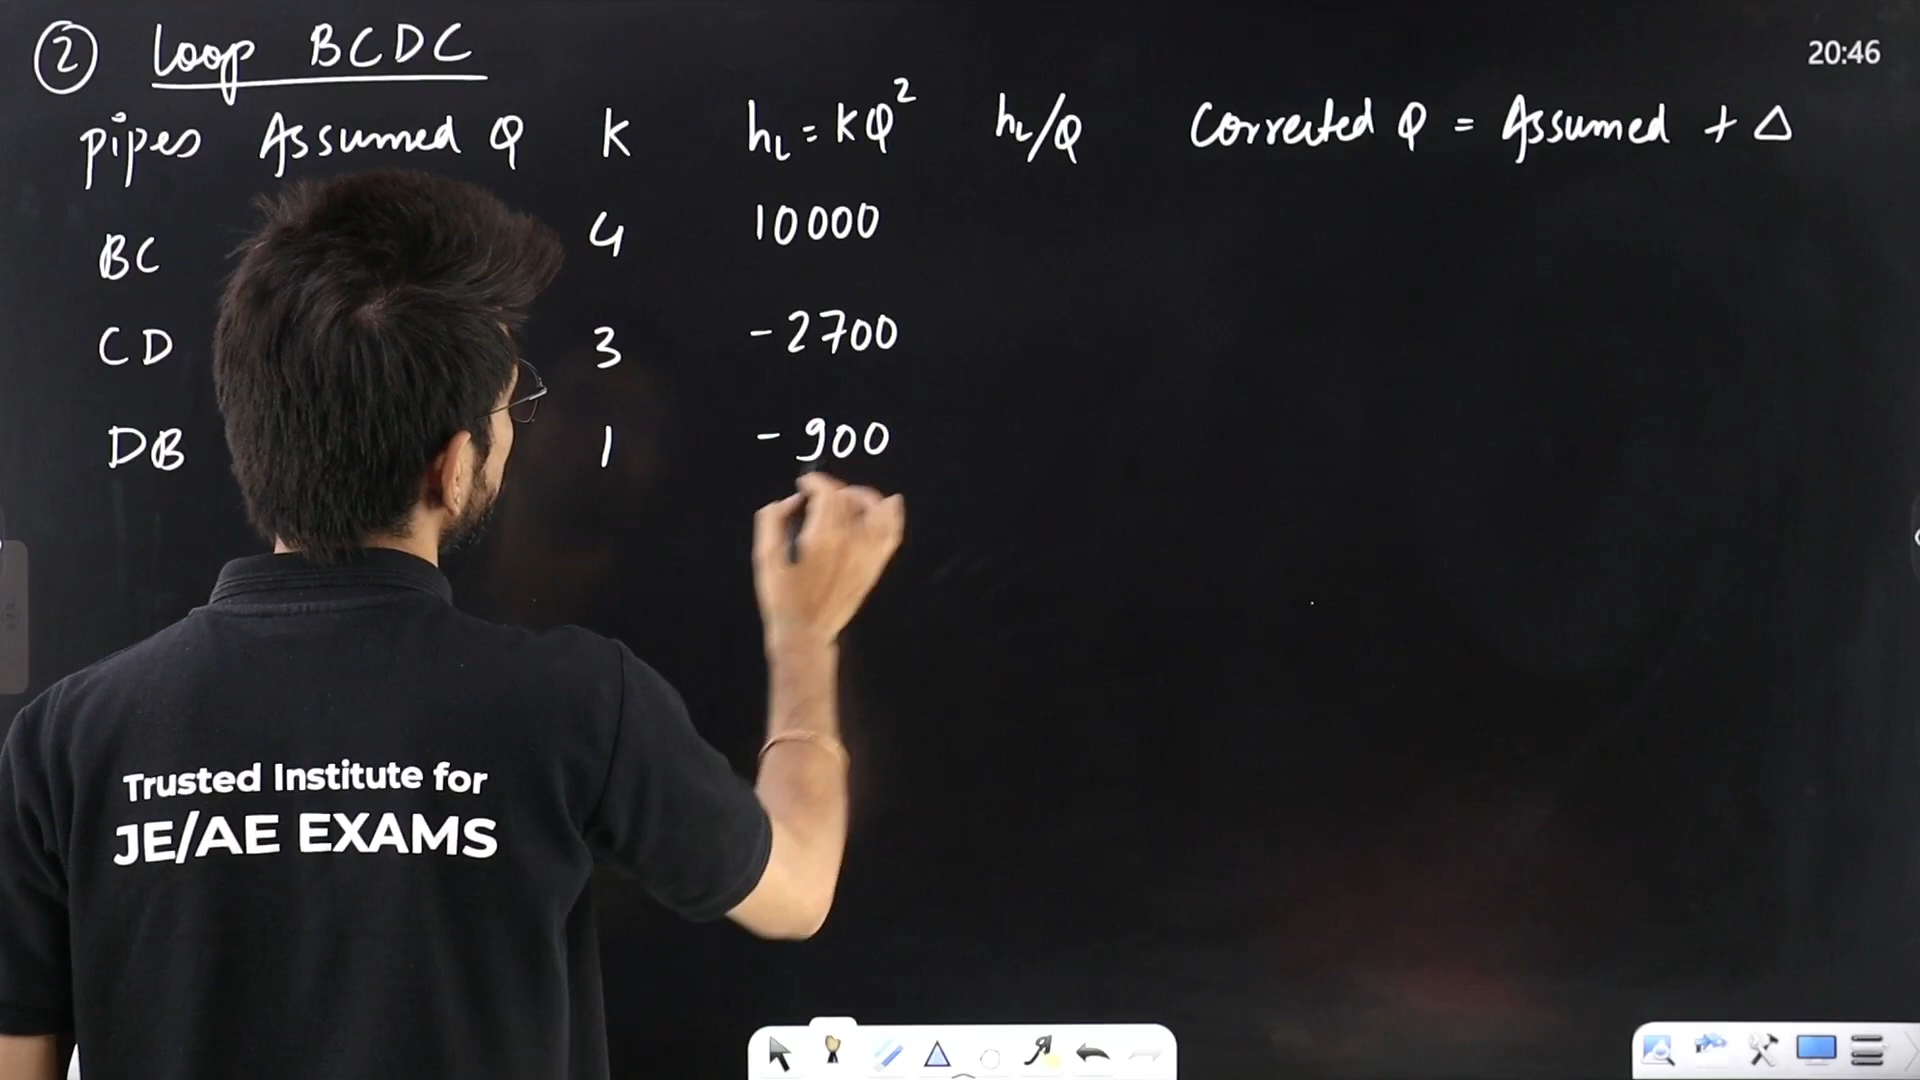 ② Loop BCDC
20:46
pipes Assumed Q K h_L = KQ² h_L/Q Corrected Q = Assumed + Δ
BC 4 10000
CD 3 -2700
DB 1 -900
Trusted Institute for
JE/AE EXAMS